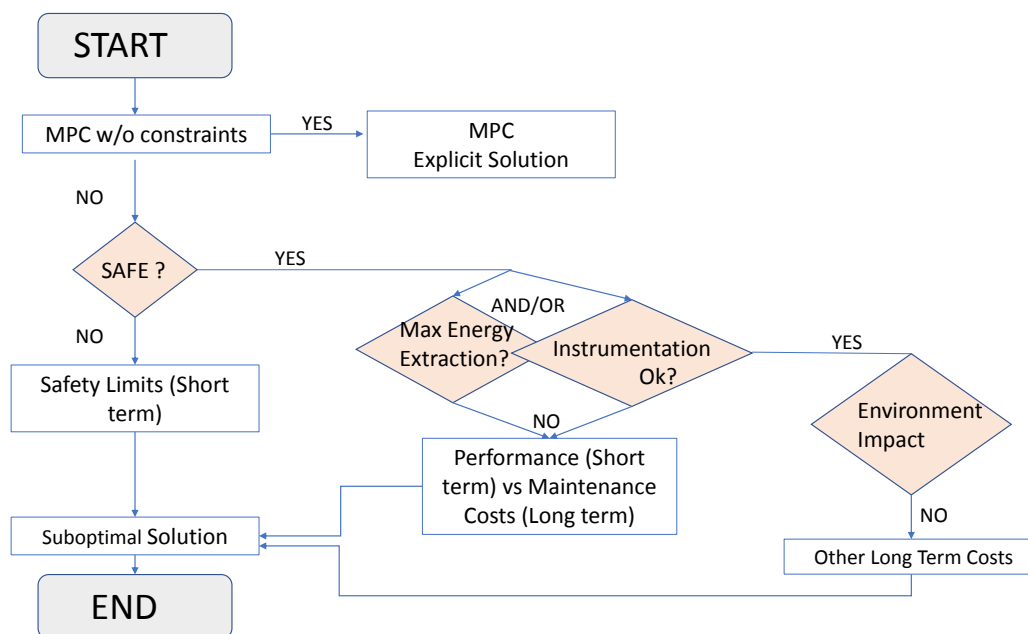 START
MPC w/o constraints
YES
MPC
Explicit Solution
NO
SAFE ?
YES
AND/OR
Max Energy
Extraction?
Instrumentation
Ok?
YES
NO
Safety Limits (Short
term)
Environment
Impact
NO
Performance (Short
term) vs Maintenance
Costs (Long term)
NO
Suboptimal Solution
Other Long Term Costs
END